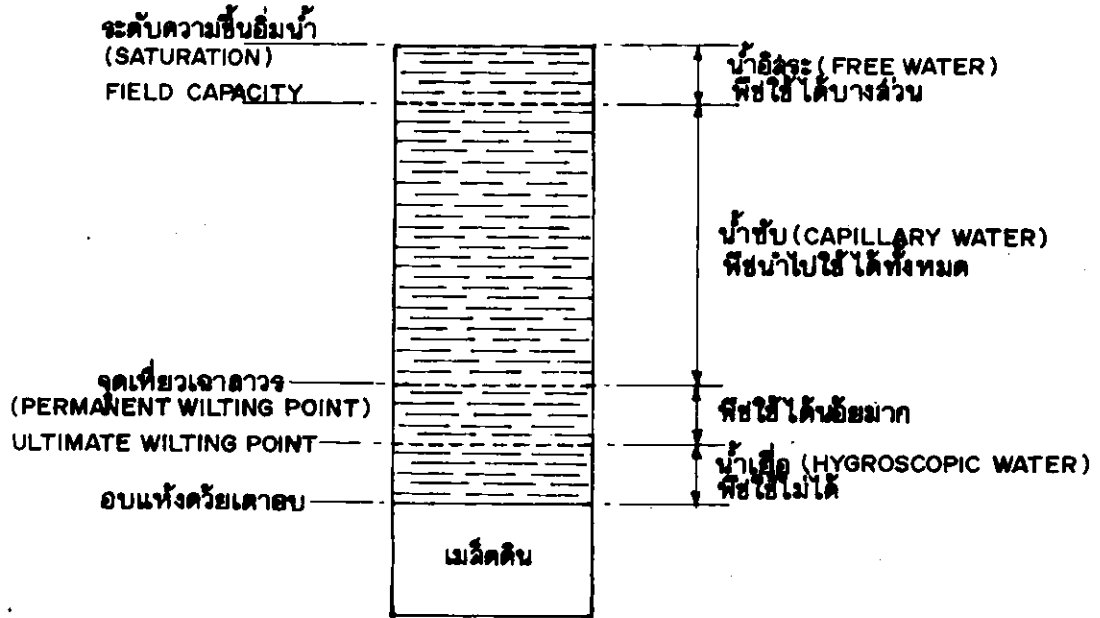 ระดับความชื้นอิ่มน้ำ
(SATURATION)
FIELD CAPACITY
จุดเหี่ยวเฉาถาวร
(PERMANENT WILTING POINT)
ULTIMATE WILTING POINT
อบแห้งด้วยเตาอบ
น้ำอิสระ (FREE WATER)
พืชใช้ได้บางส่วน
น้ำซับ (CAPILLARY WATER)
พืชนำไปใช้ได้ทั้งหมด
พืชใช้ได้น้อยมาก
น้ำเยื่อ (HYGROSCOPIC WATER)
พืชใช้ไม่ได้
เมล็ดดิน